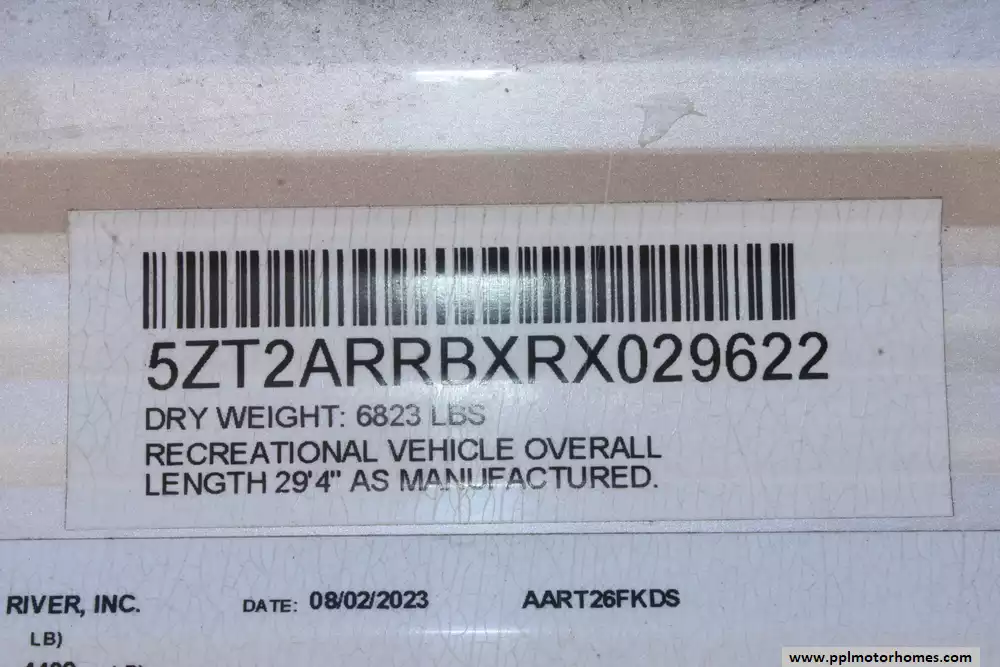 5ZT2ARRBXRX029622
DRY WEIGHT: 6823 LBS
RECREATIONAL VEHICLE OVERALL
LENGTH 29'4" AS MANUFACTURED.
RIVER, INC. DATE: 08/02/2023 AART26FKDS
LB)
www.pplmotorhomes.com